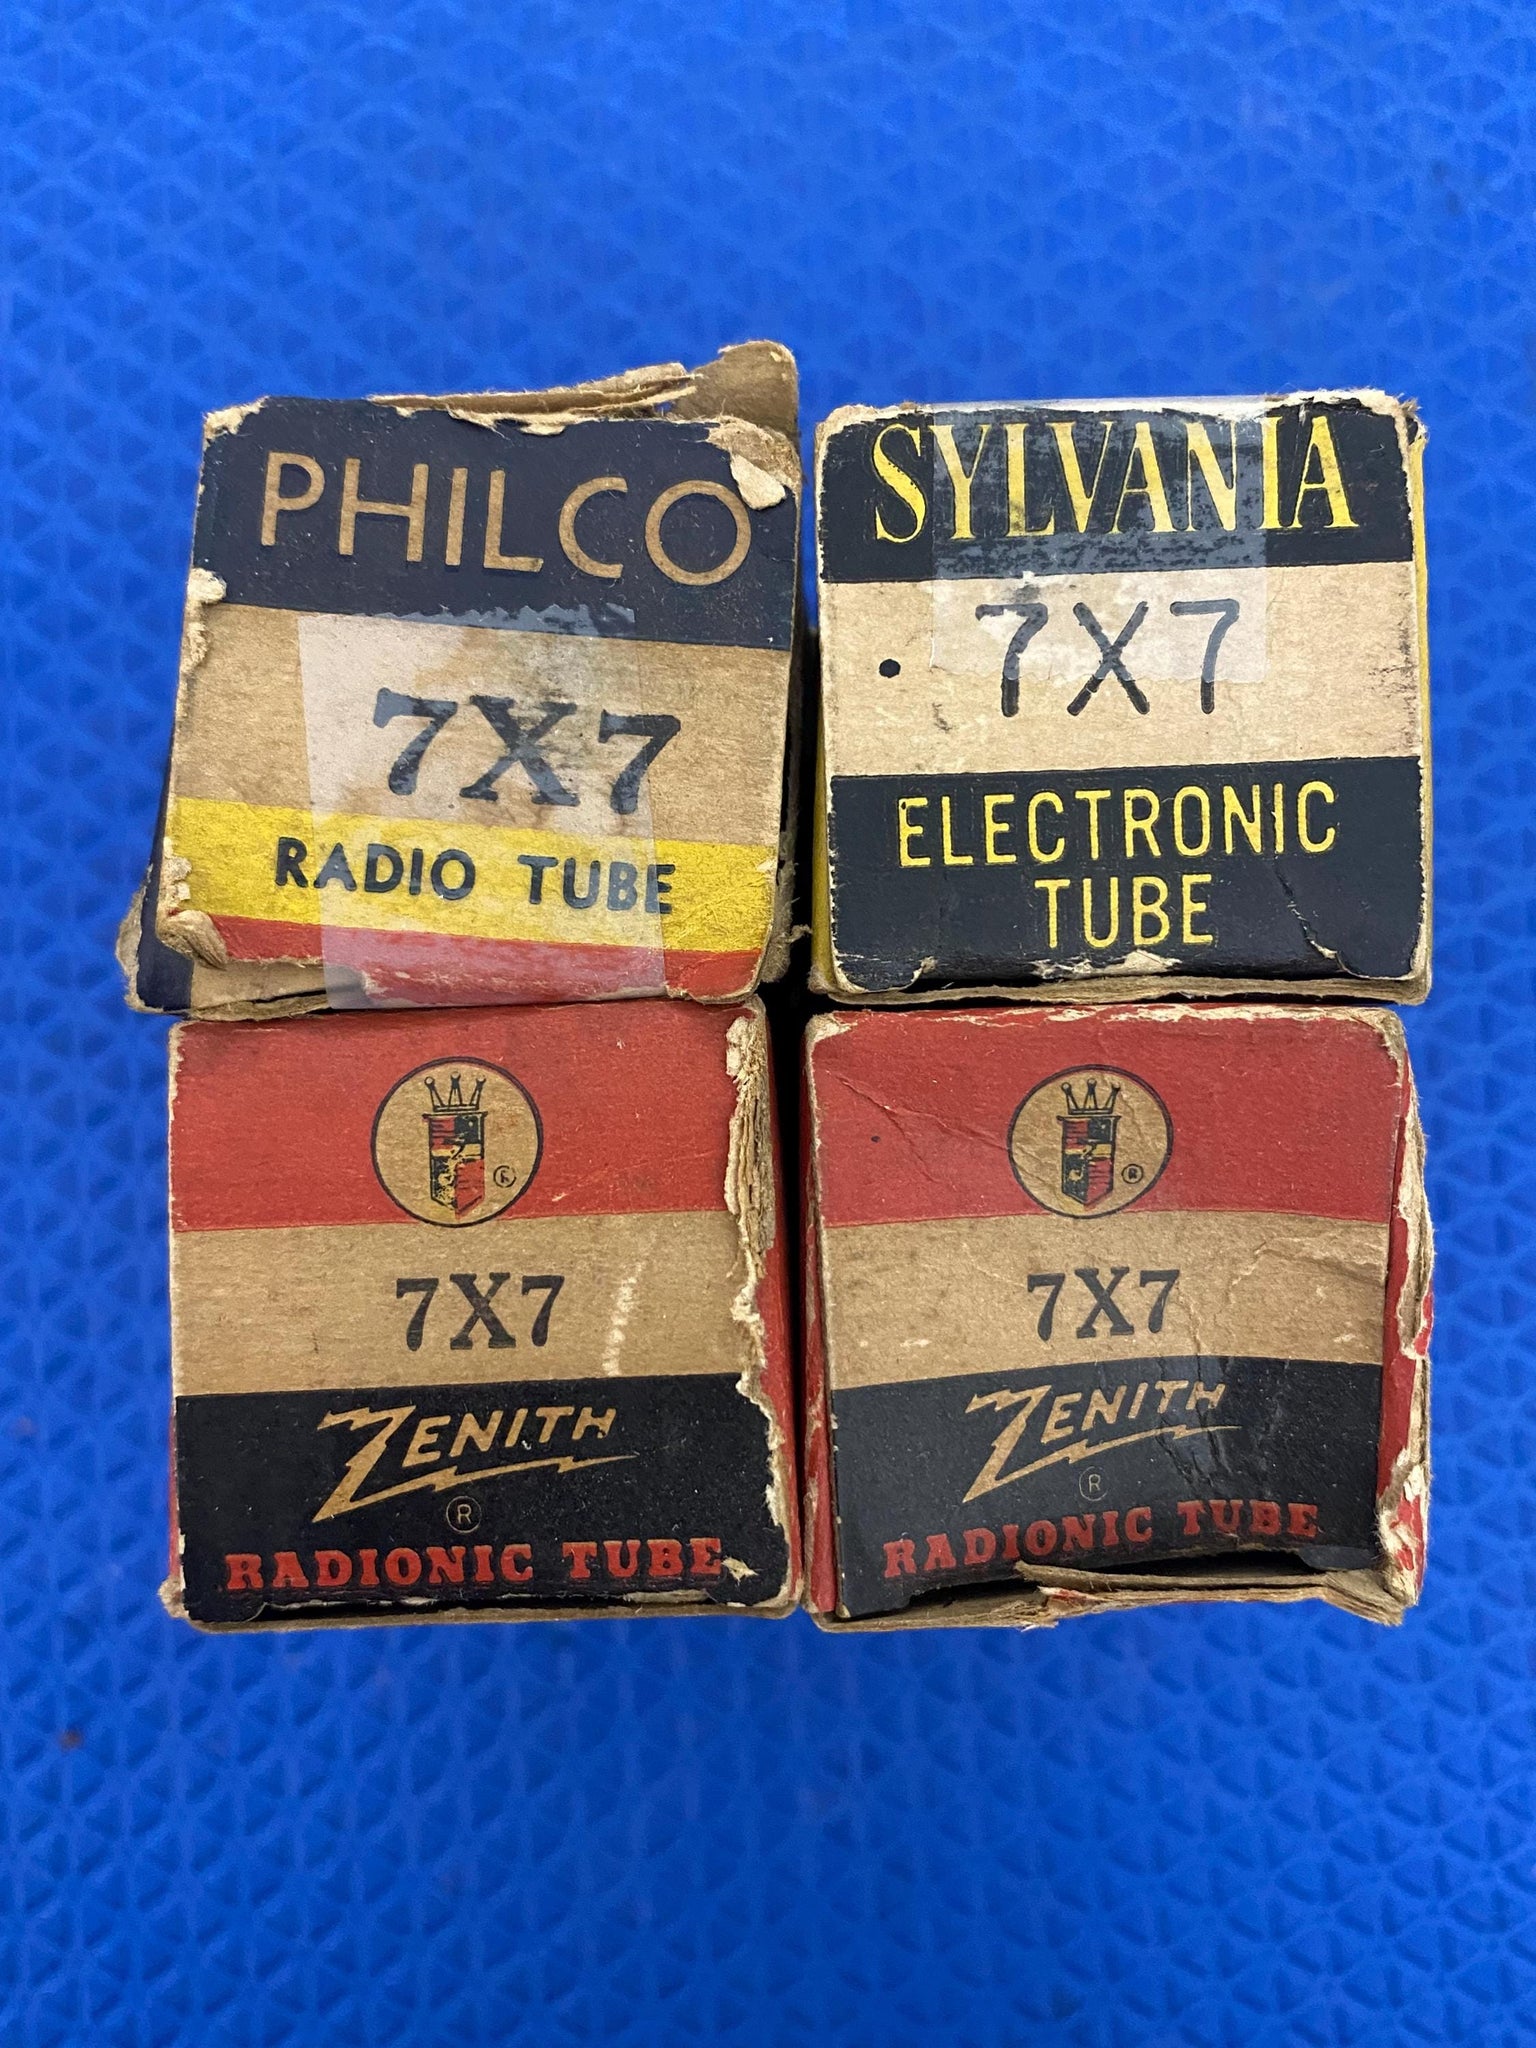 PHILCO
7X7
RADIO TUBE
SYLVANIA
7X7
ELECTRONIC
TUBE
®
7X7
ZENITH
®
RADIONIC TUBE
®
7X7
ZENITH
®
RADIONIC TUBE